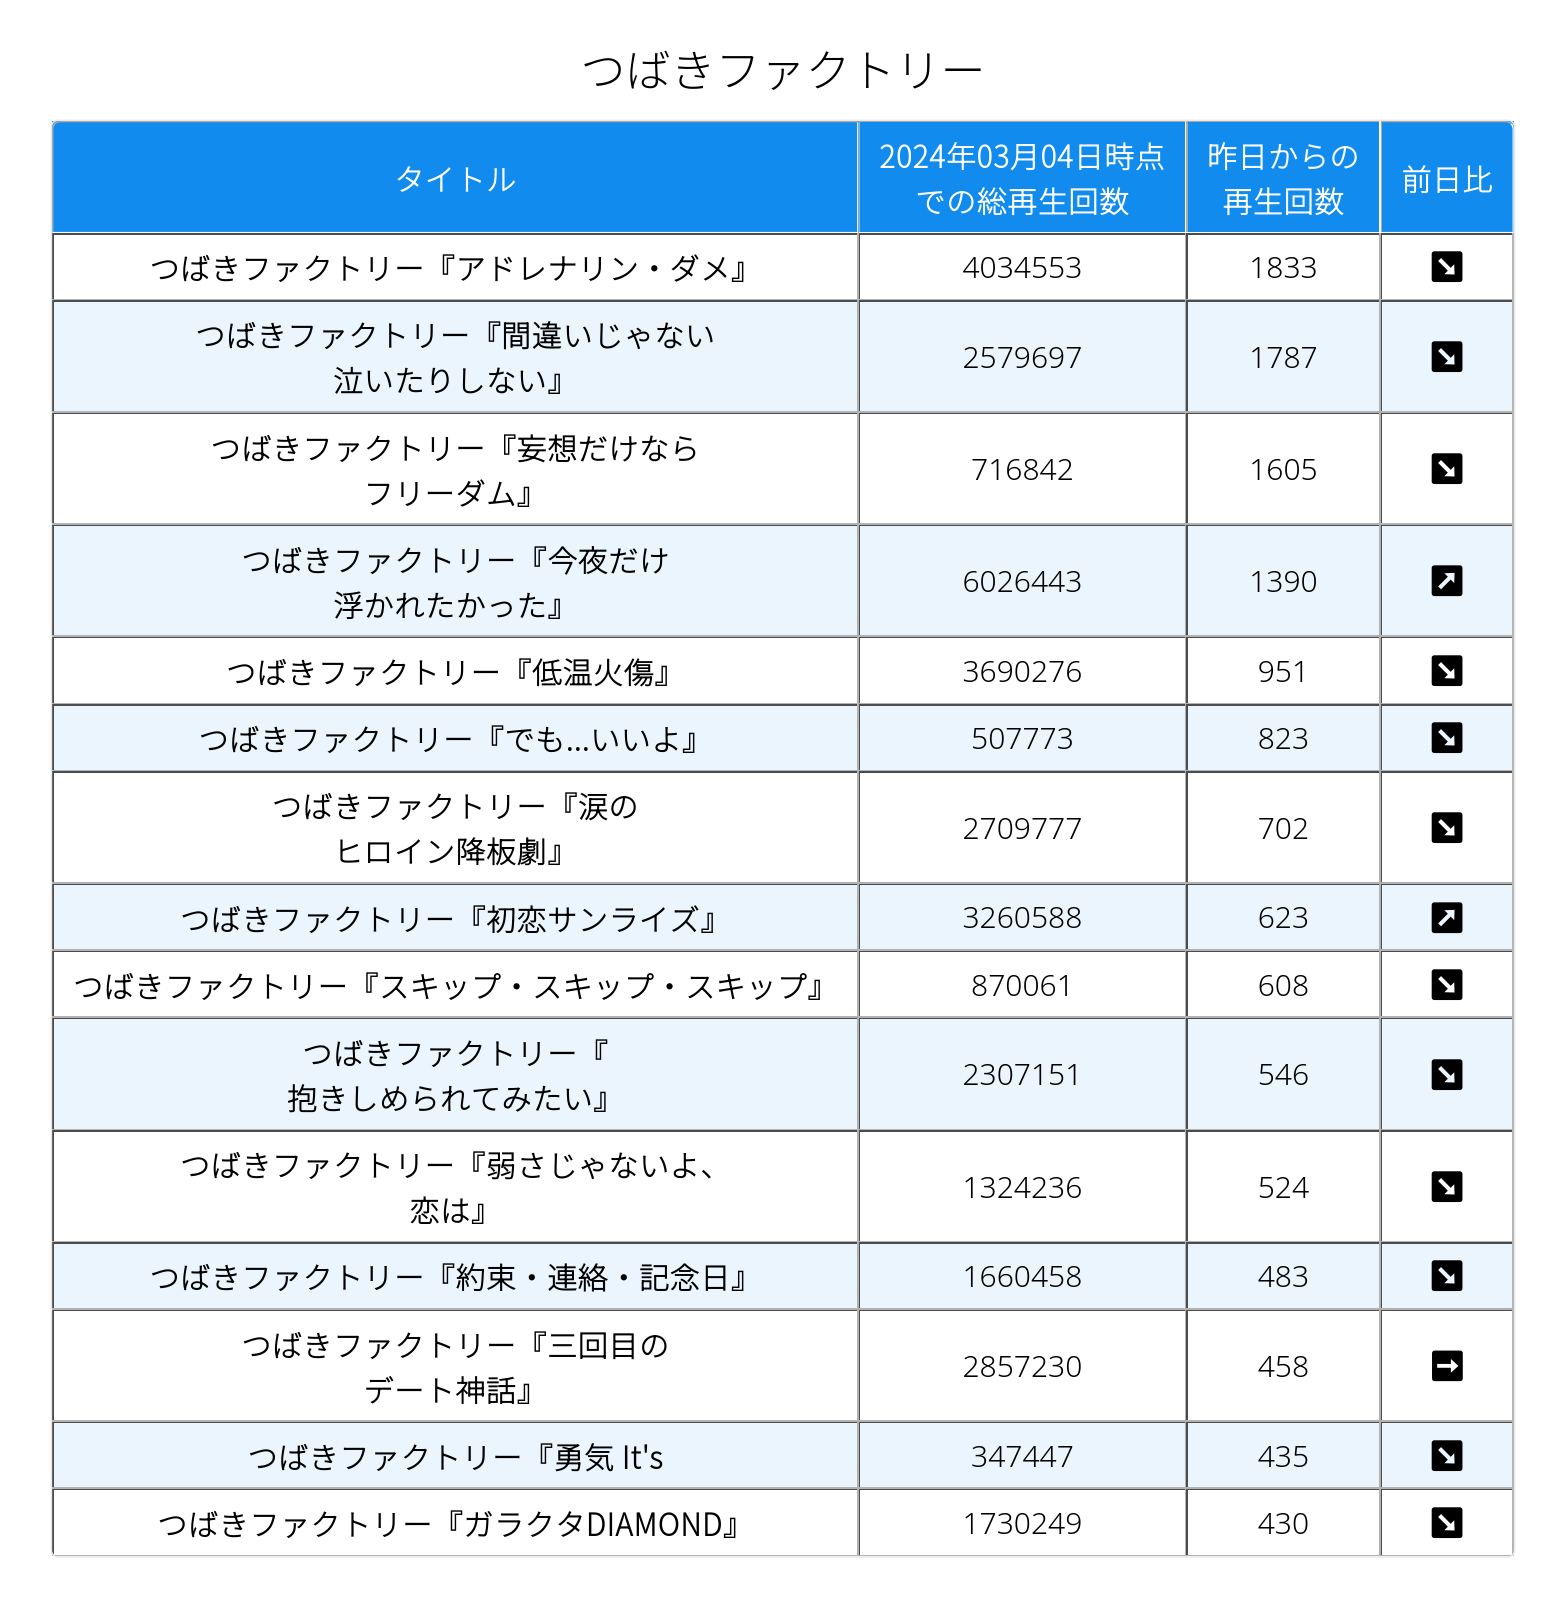 つばきファクトリー
タイトル
2024年03月04日時点
での総再生回数
昨日からの
再生回数
前日比
つばきファクトリー『アドレナリン・ダメ』
4034553
1833
つばきファクトリー『間違いじゃない
泣いたりしない』
2579697
1787
つばきファクトリー『妄想だけなら
フリーダム』
716842
1605
つばきファクトリー『今夜だけ
浮かれたかった』
6026443
1390
つばきファクトリー『低温火傷』
3690276
951
つばきファクトリー『でも...いいよ』
507773
823
つばきファクトリー『涙の
ヒロイン降板劇』
2709777
702
つばきファクトリー『初恋サンライズ』
3260588
623
つばきファクトリー『スキップ・スキップ・スキップ』
870061
608
つばきファクトリー『
抱きしめられてみたい』
2307151
546
つばきファクトリー『弱さじゃないよ、
恋は』
1324236
524
つばきファクトリー『約束・連絡・記念日』
1660458
483
つばきファクトリー『三回目の
デート神話』
2857230
458
つばきファクトリー『勇気 It's
347447
435
つばきファクトリー『ガラクタDIAMOND』
1730249
430